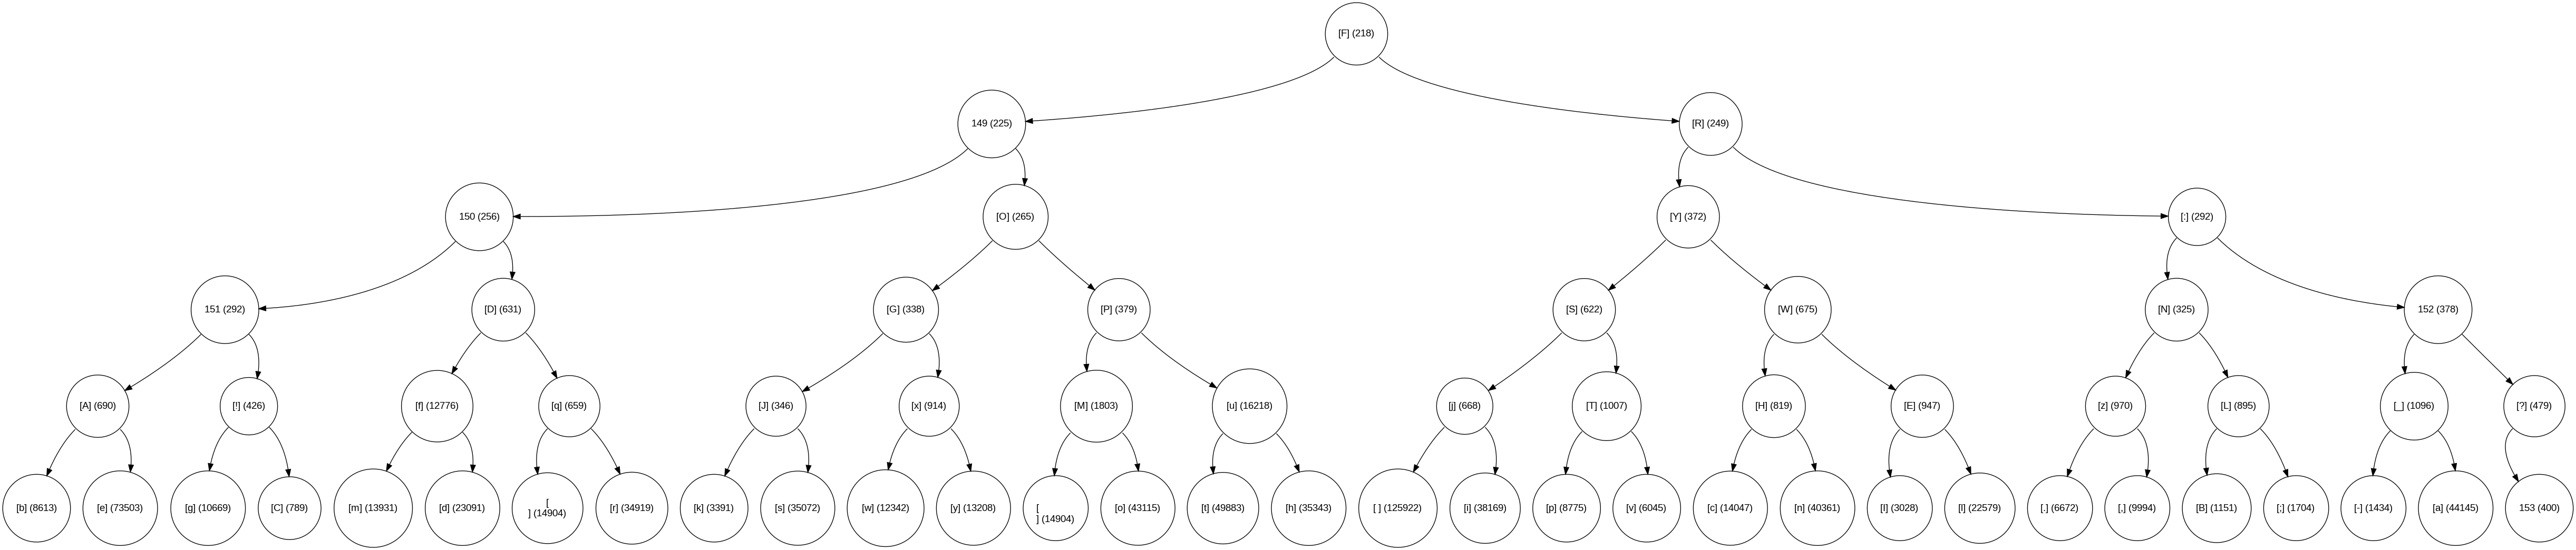 [F] (218)
149 (225)
[R] (249)
150 (256)
[O] (265)
[Y] (372)
[:] (292)
151 (292)
[D] (631)
[G] (338)
[P] (379)
[S] (622)
[W] (675)
[N] (325)
152 (378)
[A] (690)
[!] (426)
[f] (12776)
[q] (659)
[J] (346)
[x] (914)
[M] (1803)
[u] (16218)
[j] (668)
[T] (1007)
[H] (819)
[E] (947)
[z] (970)
[L] (895)
[_] (1096)
[?] (479)
[b] (8613)
[e] (73503)
[g] (10669)
[C] (789)
[m] (13931)
[d] (23091)
[
] (14904)
[r] (34919)
[k] (3391)
[s] (35072)
[w] (12342)
[y] (13208)
[
] (14904)
[o] (43115)
[t] (49883)
[h] (35343)
[ ] (125922)
[i] (38169)
[p] (8775)
[v] (6045)
[c] (14047)
[n] (40361)
[I] (3028)
[l] (22579)
[.] (6672)
[,] (9994)
[B] (1151)
[;] (1704)
[-] (1434)
[a] (44145)
153 (400)